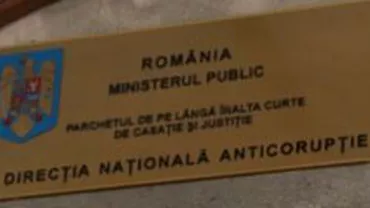 ROMÂNIA
MINISTERUL PUBLIC
PARCHETUL DE PE LÂNGĂ ÎNALTA CURTE
DE CASAȚIE ȘI JUSTIȚIE
DIRECȚIA NAȚIONALĂ ANTICORUPȚIE